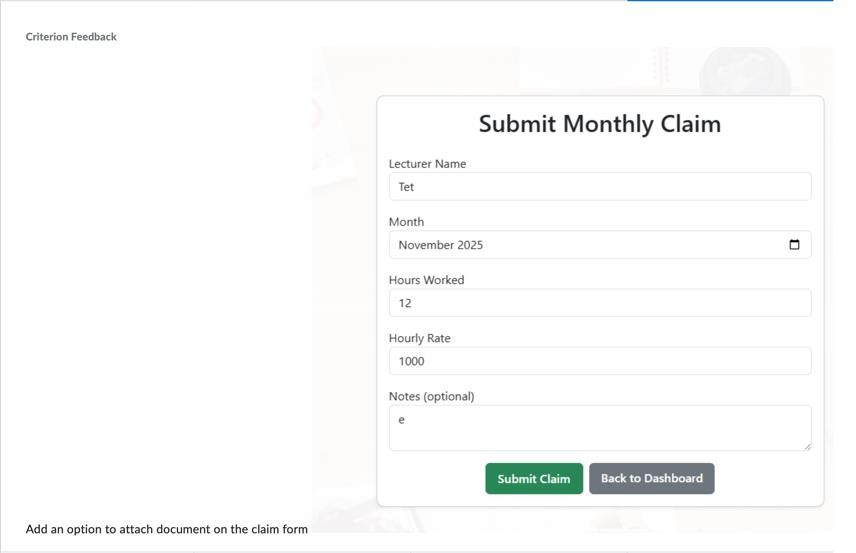 Criterion Feedback
Submit Monthly Claim
Lecturer Name
Tet
Month
November 2025
Hours Worked
12
Hourly Rate
1000
Notes (optional)
e
Submit Claim Back to Dashboard
Add an option to attach document on the claim form